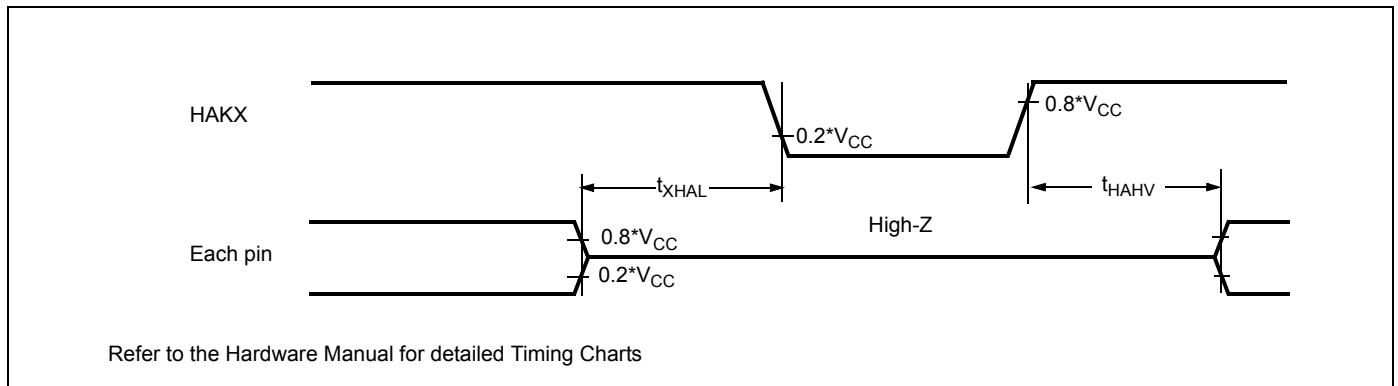 HAKX
0.8*VCC
0.2*VCC
tXHAL
tHAHV
High-Z
Each pin
0.8*VCC
0.2*VCC
Refer to the Hardware Manual for detailed Timing Charts